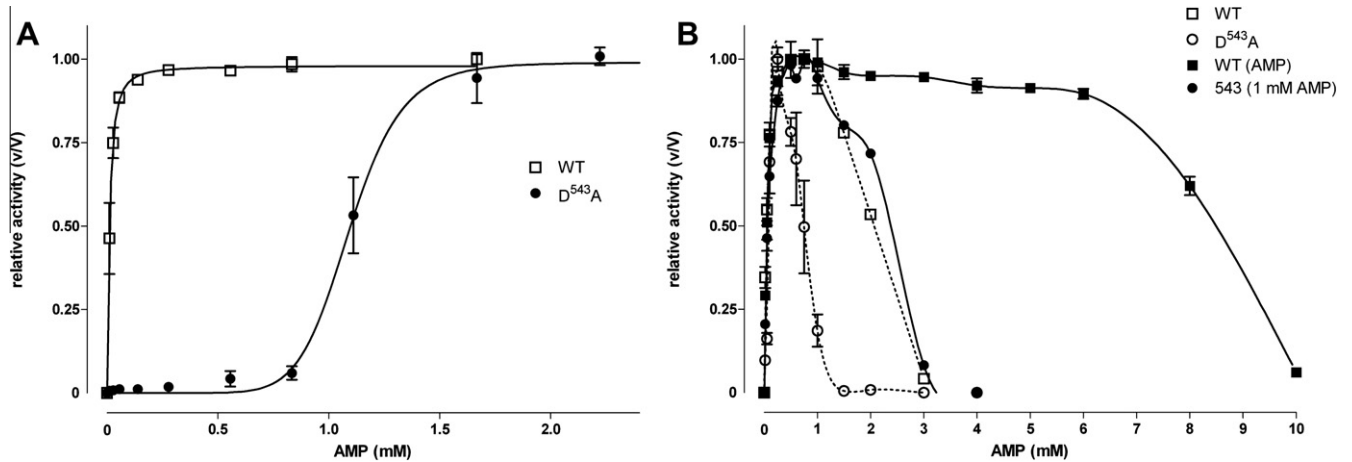 A
relative activity (v/V)
1.00
0.75
0.50
0.25
0
WT
D⁵⁴³A
0 0.5 1.0 1.5 2.0
AMP (mM)
B
relative activity (v/V)
1.00
0.75
0.50
0.25
0
WT
D⁵⁴³A
WT (AMP)
543 (1 mM AMP)
0 1 2 3 4 5 6 7 8 9 10
AMP (mM)